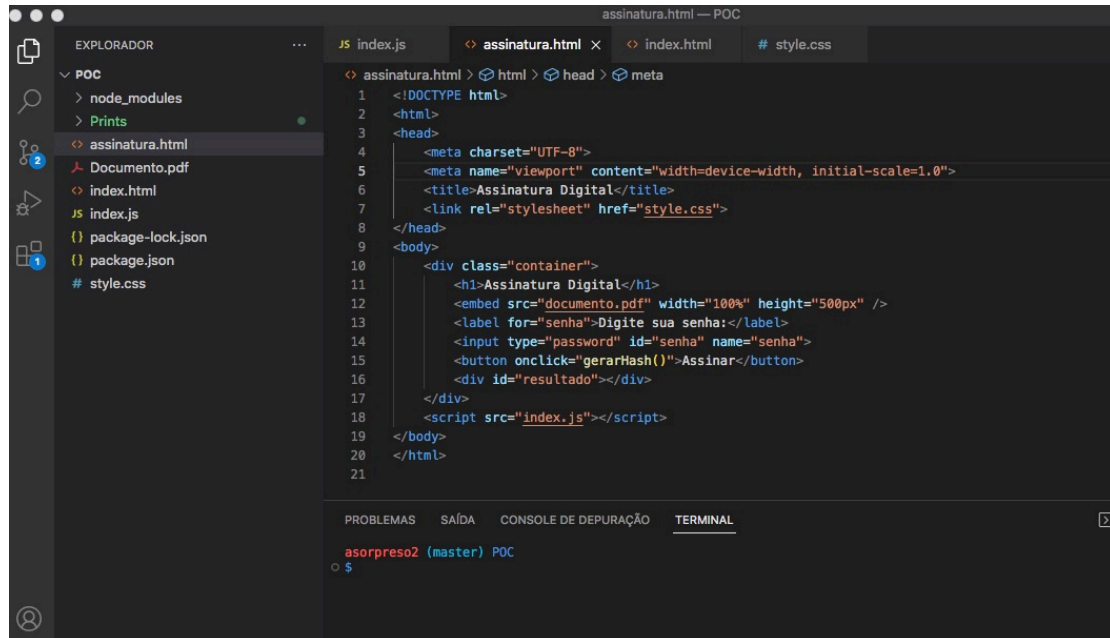 assinatura.html — POC
EXPLORADOR ...
POC
node_modules
Prints
assinatura.html
Documento.pdf
index.html
JS index.js
{} package-lock.json
{} package.json
# style.css
2
1
JS index.js
<> assinatura.html ×
<> index.html
# style.css
<> assinatura.html > html > head > meta
1 <!DOCTYPE html>
2 <html>
3 <head>
4 <meta charset="UTF-8">
5 <meta name="viewport" content="width=device-width, initial-scale=1.0">
6 <title>Assinatura Digital</title>
7 <link rel="stylesheet" href="style.css">
8 </head>
9 <body>
10 <div class="container">
11 <h1>Assinatura Digital</h1>
12 <embed src="documento.pdf" width="100%" height="500px" />
13 <label for="senha">Digite sua senha:</label>
14 <input type="password" id="senha" name="senha">
15 <button onclick="gerarHash()">Assinar</button>
16 <div id="resultado"></div>
17 </div>
18 <script src="index.js"></script>
19 </body>
20 </html>
21
PROBLEMAS SAÍDA CONSOLE DE DEPURAÇÃO TERMINAL
asorpreso2 (master) POC
$